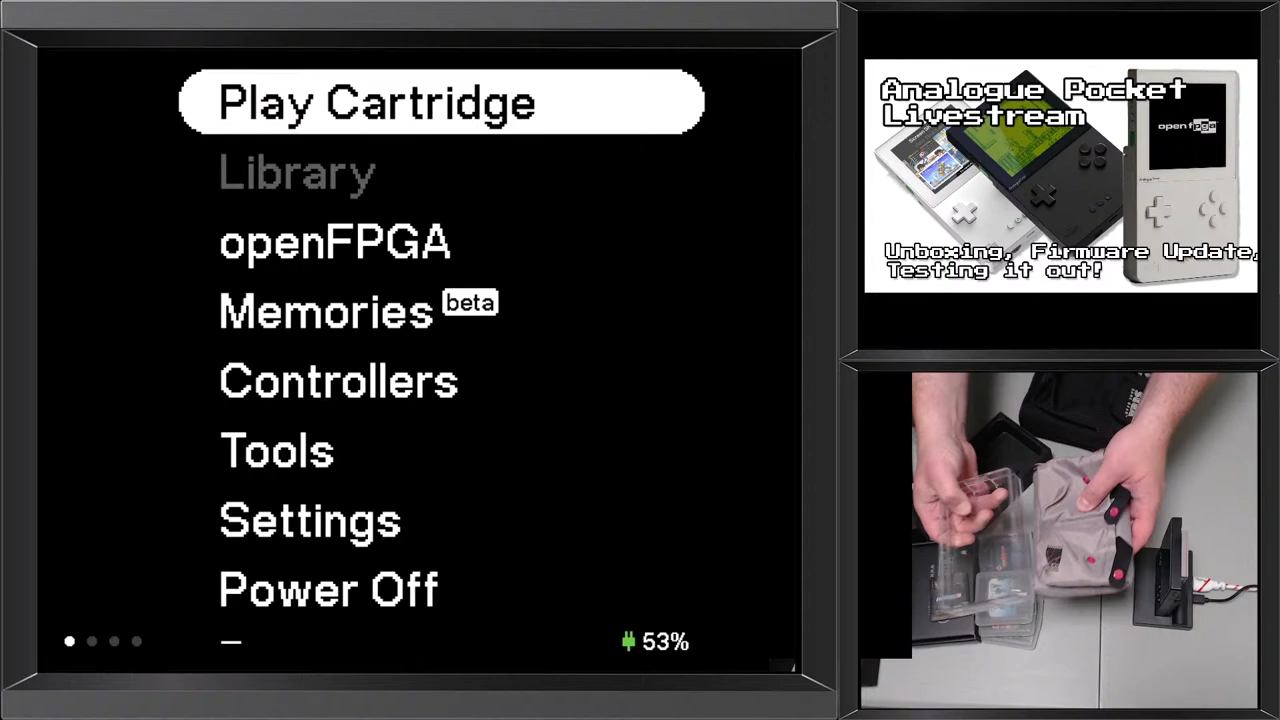 Play Cartridge
Library
openFPGA
Memories beta
Controllers
Tools
Settings
Power Off
53%
Analogue Pocket
Livestream
openfpga
Unboxing, Firmware Update,
Testing it out!
SEGA